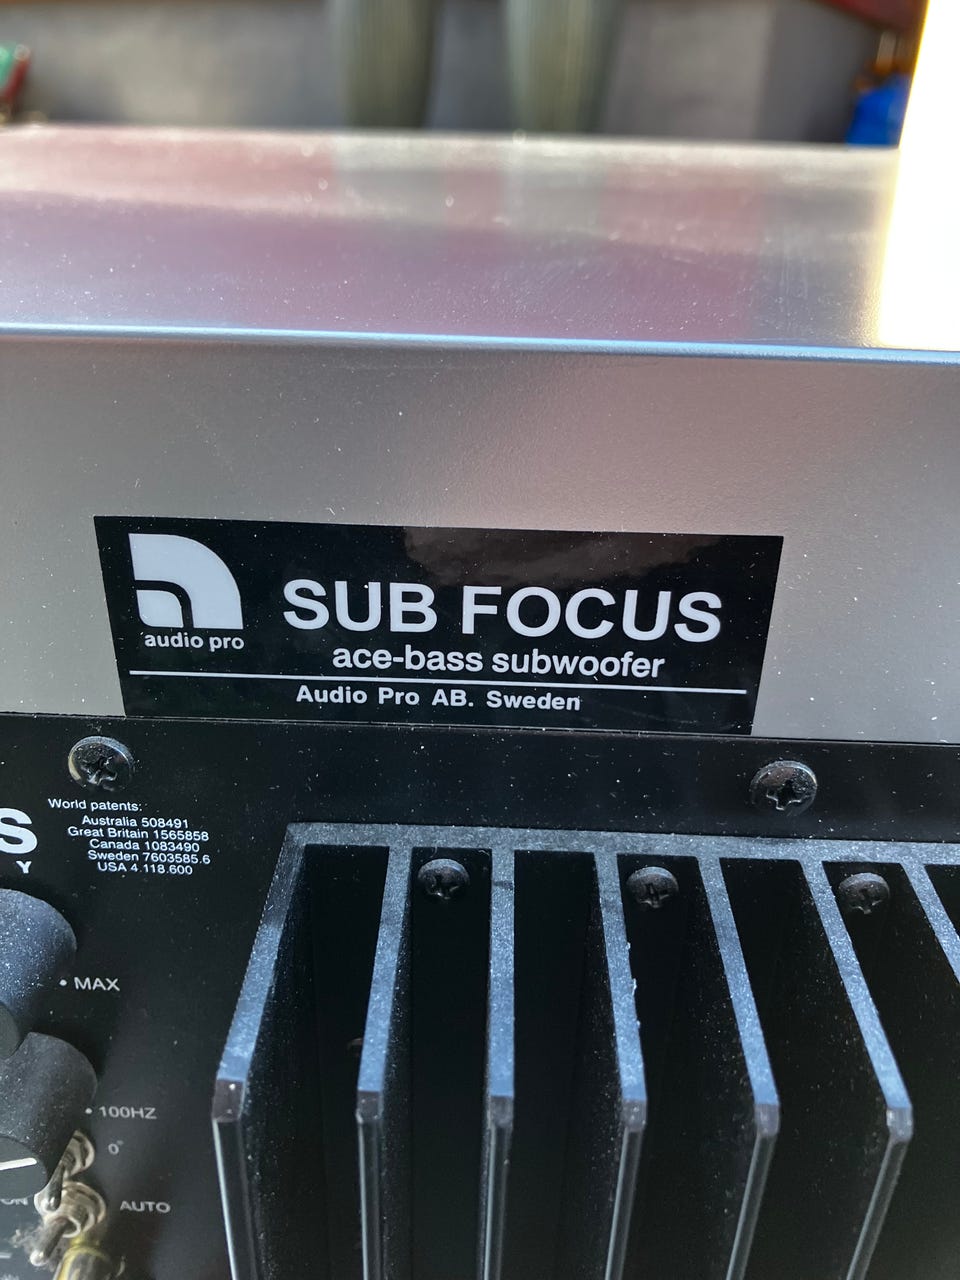 audio pro
SUB FOCUS
ace-bass subwoofer
Audio Pro AB. Sweden
S
Y
World patents:
Australia 508491
Great Britain 1565858
Canada 1083490
Sweden 7603585.6
USA 4.118.600
• MAX
• 100HZ
0°
ON
AUTO